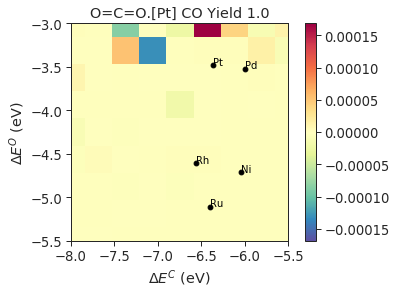 O=C=O.[Pt] CO Yield 1.0
−3.0
−3.5
−4.0
−4.5
−5.0
−5.5
ΔE^O (eV)
Pt
Pd
Rh
Ni
Ru
−8.0 −7.5 −7.0 −6.5 −6.0 −5.5
ΔE^C (eV)
0.00015
0.00010
0.00005
0.00000
−0.00005
−0.00010
−0.00015